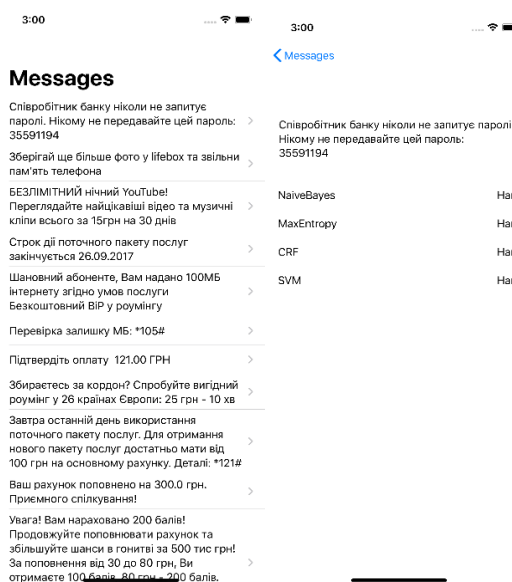 3:00
Messages
Співробітник банку ніколи не запитує
паролі. Нікому не передавайте цей пароль:
35591194
Зберігай ще більше фото у lifebox та звільни
пам'ять телефона
БЕЗЛІМІТНИЙ нічний YouTube!
Переглядайте найцікавіші відео та музичні
кліпи всього за 15грн на 30 днів
Строк дії поточного пакету послуг
закінчується 26.09.2017
Шановний абоненте, Вам надано 100МБ
інтернету згідно умов послуги
Безкоштовний ВіР у роумінгу
Перевірка залишку МБ: *105#
Підтвердіть оплату 121.00 ГРН
Збираєтесь за кордон? Спробуйте вигідний
роумінг у 26 країнах Європи: 25 грн - 10 хв
Завтра останній день використання
поточного пакету послуг. Для отримання
нового пакету послуг достатньо мати від
100 грн на основному рахунку. Деталі: *121#
Ваш рахунок поповнено на 300.0 грн.
Приємного спілкування!
Увага! Вам нараховано 200 балів!
Продовжуйте поповнювати рахунок та
збільшуйте шанси в гонитві за 500 тис грн!
За поповнення від 30 до 80 грн, Ви
отримаєте 100 балів, 80 грн - 200 балів.
3:00
Messages
Співробітник банку ніколи не запитує паролі
Нікому не передавайте цей пароль:
35591194
NaiveBayes
MaxEntropy
CRF
SVM